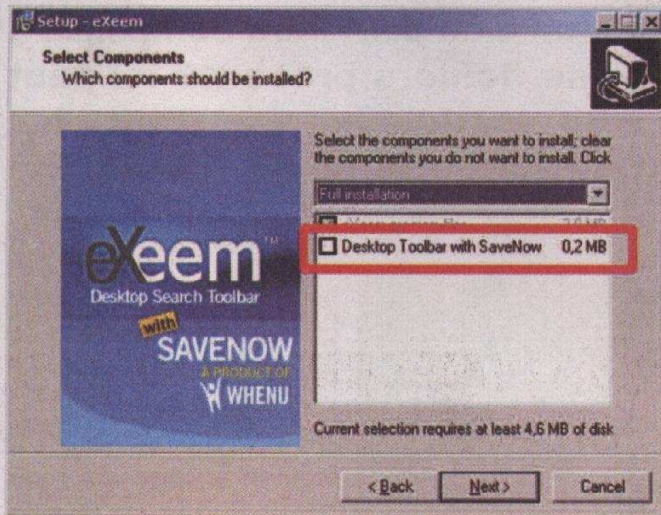 Setup - eXeem
Select Components
Which components should be installed?
Select the components you want to install; clear
the components you do not want to install. Click
Full installation
Desktop Toolbar with SaveNow 0,2 MB
eXeem™
Desktop Search Toolbar
with
SAVENOW
A PRODUCT OF
WHENU
Current selection requires at least 4,6 MB of disk
< Back Next > Cancel